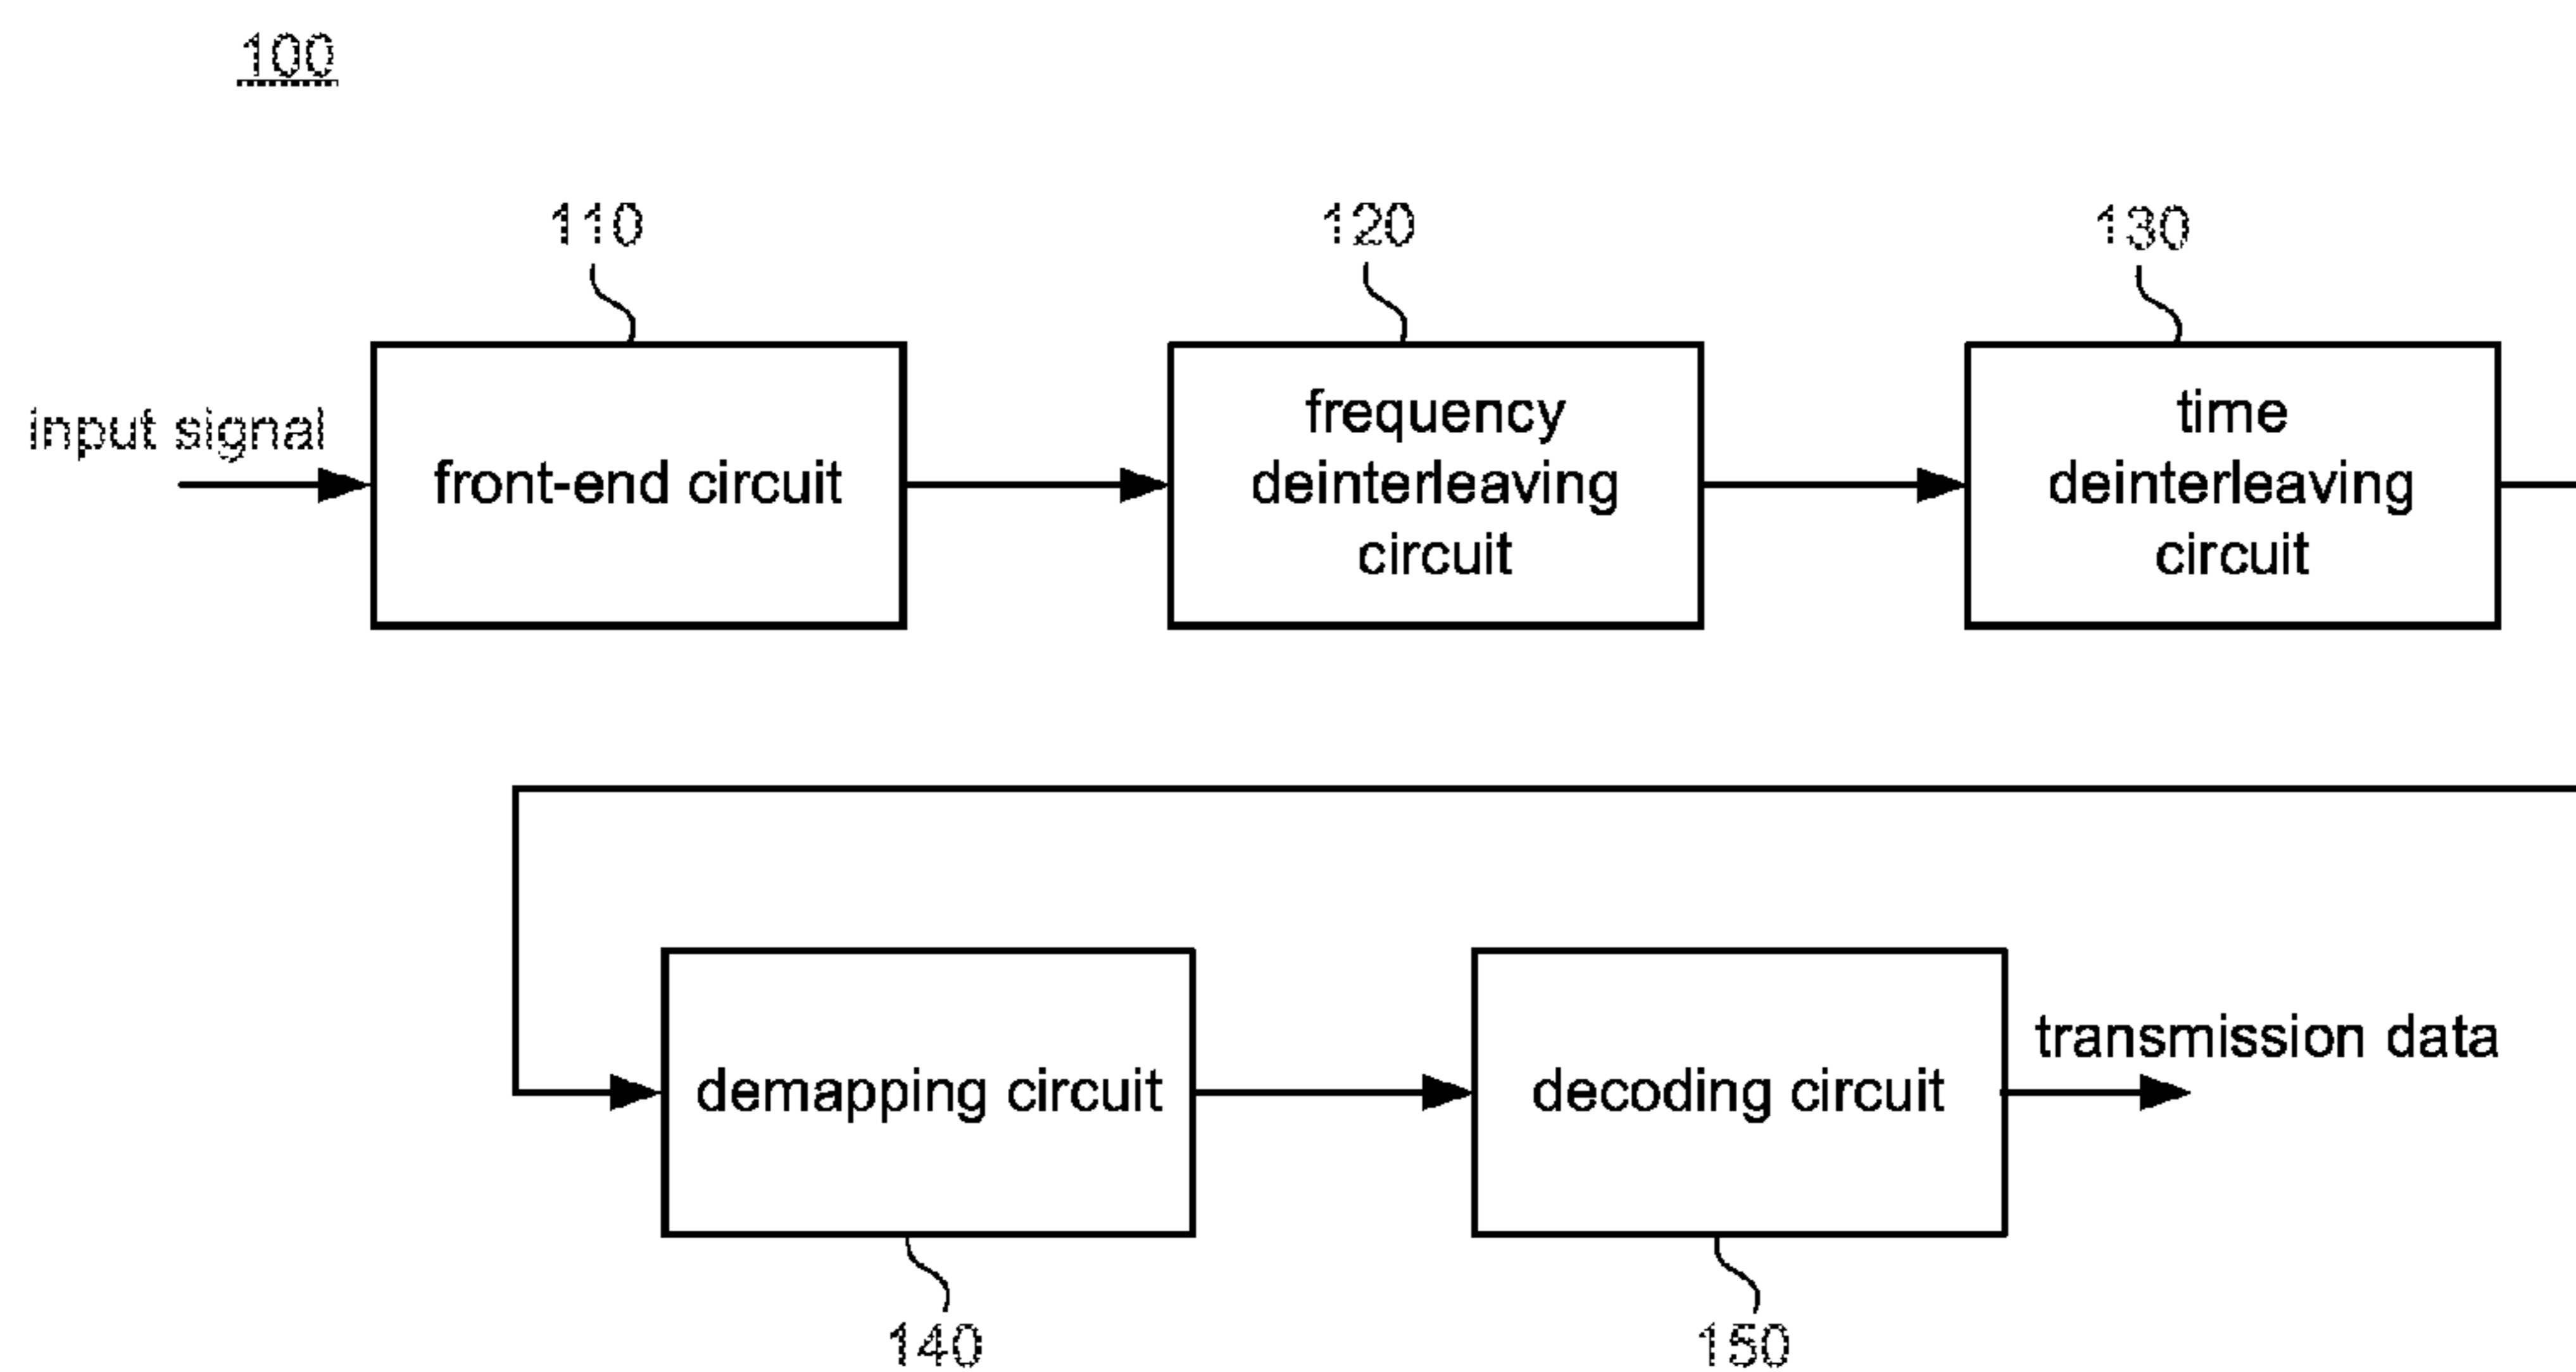 100
110
120
130
input signal
front-end circuit
frequency
deinterleaving
circuit
time
deinterleaving
circuit
demapping circuit
decoding circuit
transmission data
140
150